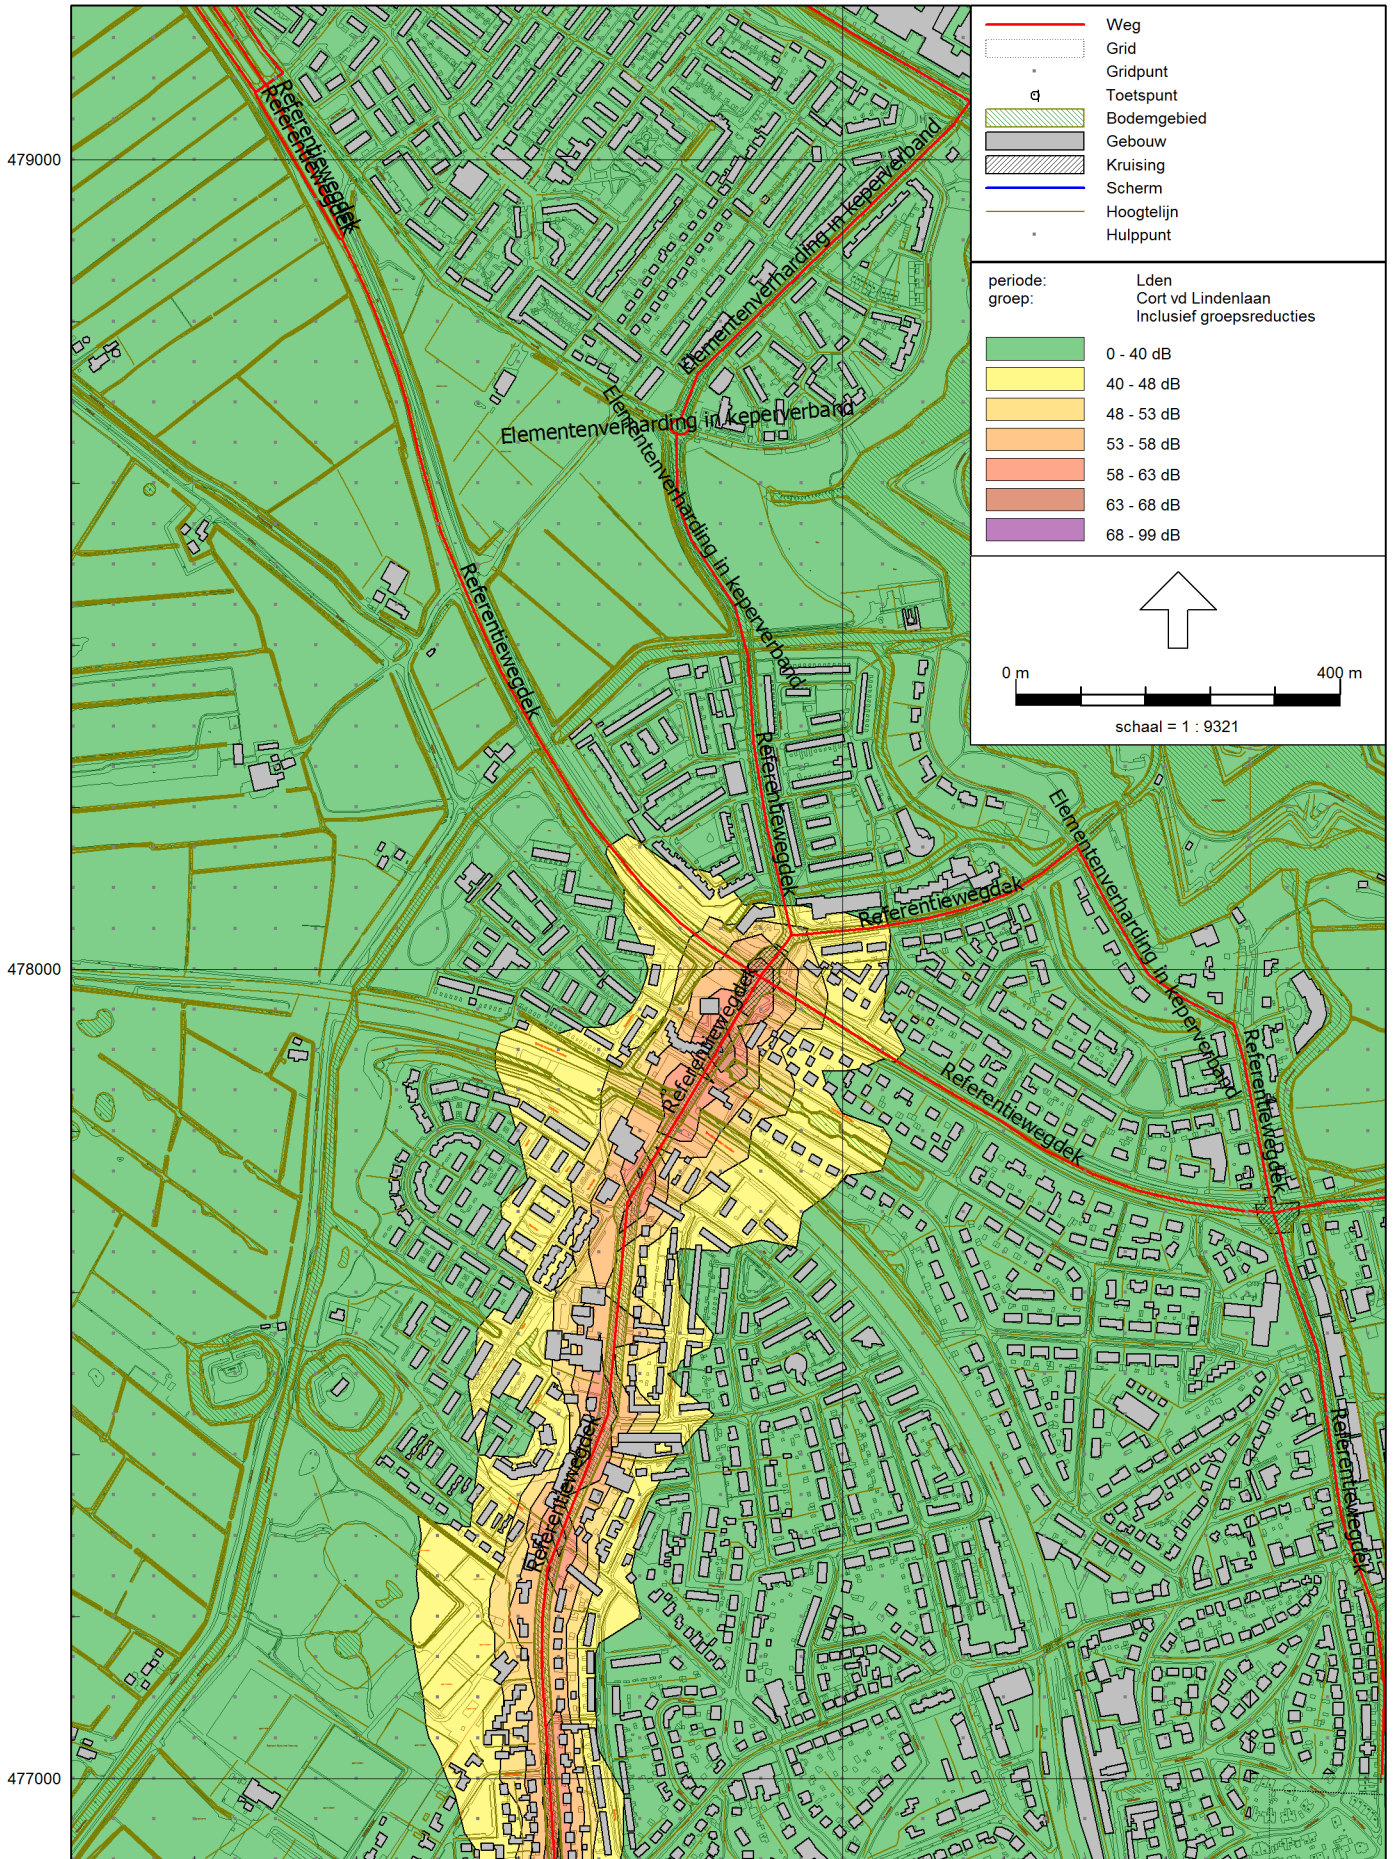 Weg
Grid
Gridpunt
Toetspunt
Bodemgebied
Gebouw
Kruising
Scherm
Hoogtelijn
Hulppunt
periode: Lden
groep: Cort vd Lindenlaan
Inclusief groepsreducties
0 - 40 dB
40 - 48 dB
48 - 53 dB
53 - 58 dB
58 - 63 dB
63 - 68 dB
68 - 99 dB
0 m 400 m
schaal = 1 : 9321
479000
478000
477000
Referentiewegdek
Referentiewegdek
Elementenverharding in keperverband
Elementenverharding in keperverband
Elementenverharding in keperverband
Referentiewegdek
Referentiewegdek
Referentiewegdek
Elementenverharding in keperverband
Referentiewegdek
Referentiewegdek
Referentiewegdek
Referentiewegdek
Referentiewegdek